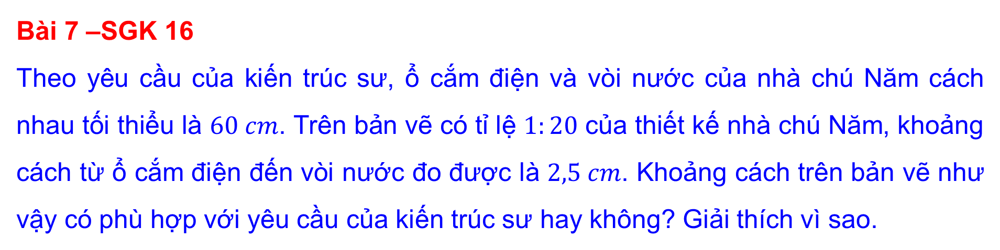 Bài 7 –SGK 16
Theo yêu cầu của kiến trúc sư, ổ cắm điện và vòi nước của nhà chú Năm cách
nhau tối thiểu là 60 cm. Trên bản vẽ có tỉ lệ 1: 20 của thiết kế nhà chú Năm, khoảng
cách từ ổ cắm điện đến vòi nước đo được là 2,5 cm. Khoảng cách trên bản vẽ như
vậy có phù hợp với yêu cầu của kiến trúc sư hay không? Giải thích vì sao.